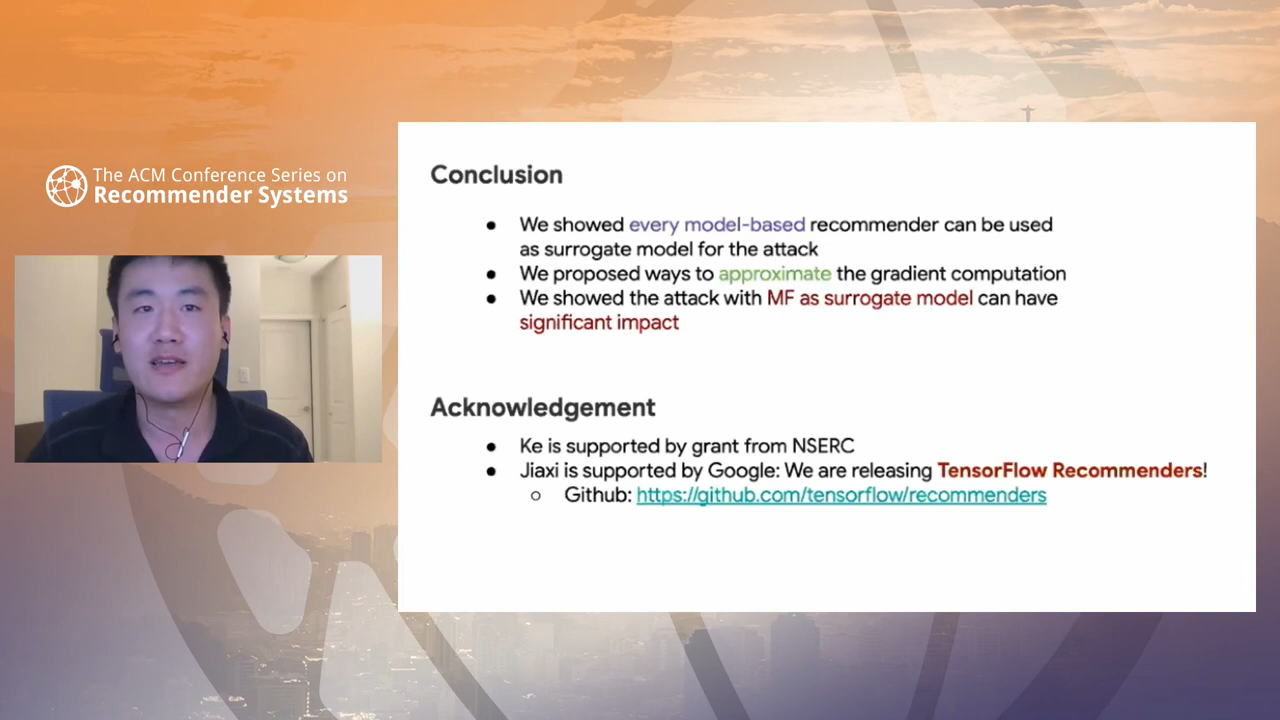 The ACM Conference Series on
Recommender Systems
Conclusion
● We showed every model-based recommender can be used
as surrogate model for the attack
● We proposed ways to approximate the gradient computation
● We showed the attack with MF as surrogate model can have
significant impact
Acknowledgement
● Ke is supported by grant from NSERC
● Jiaxi is supported by Google: We are releasing TensorFlow Recommenders!
○ Github: https://github.com/tensorflow/recommenders